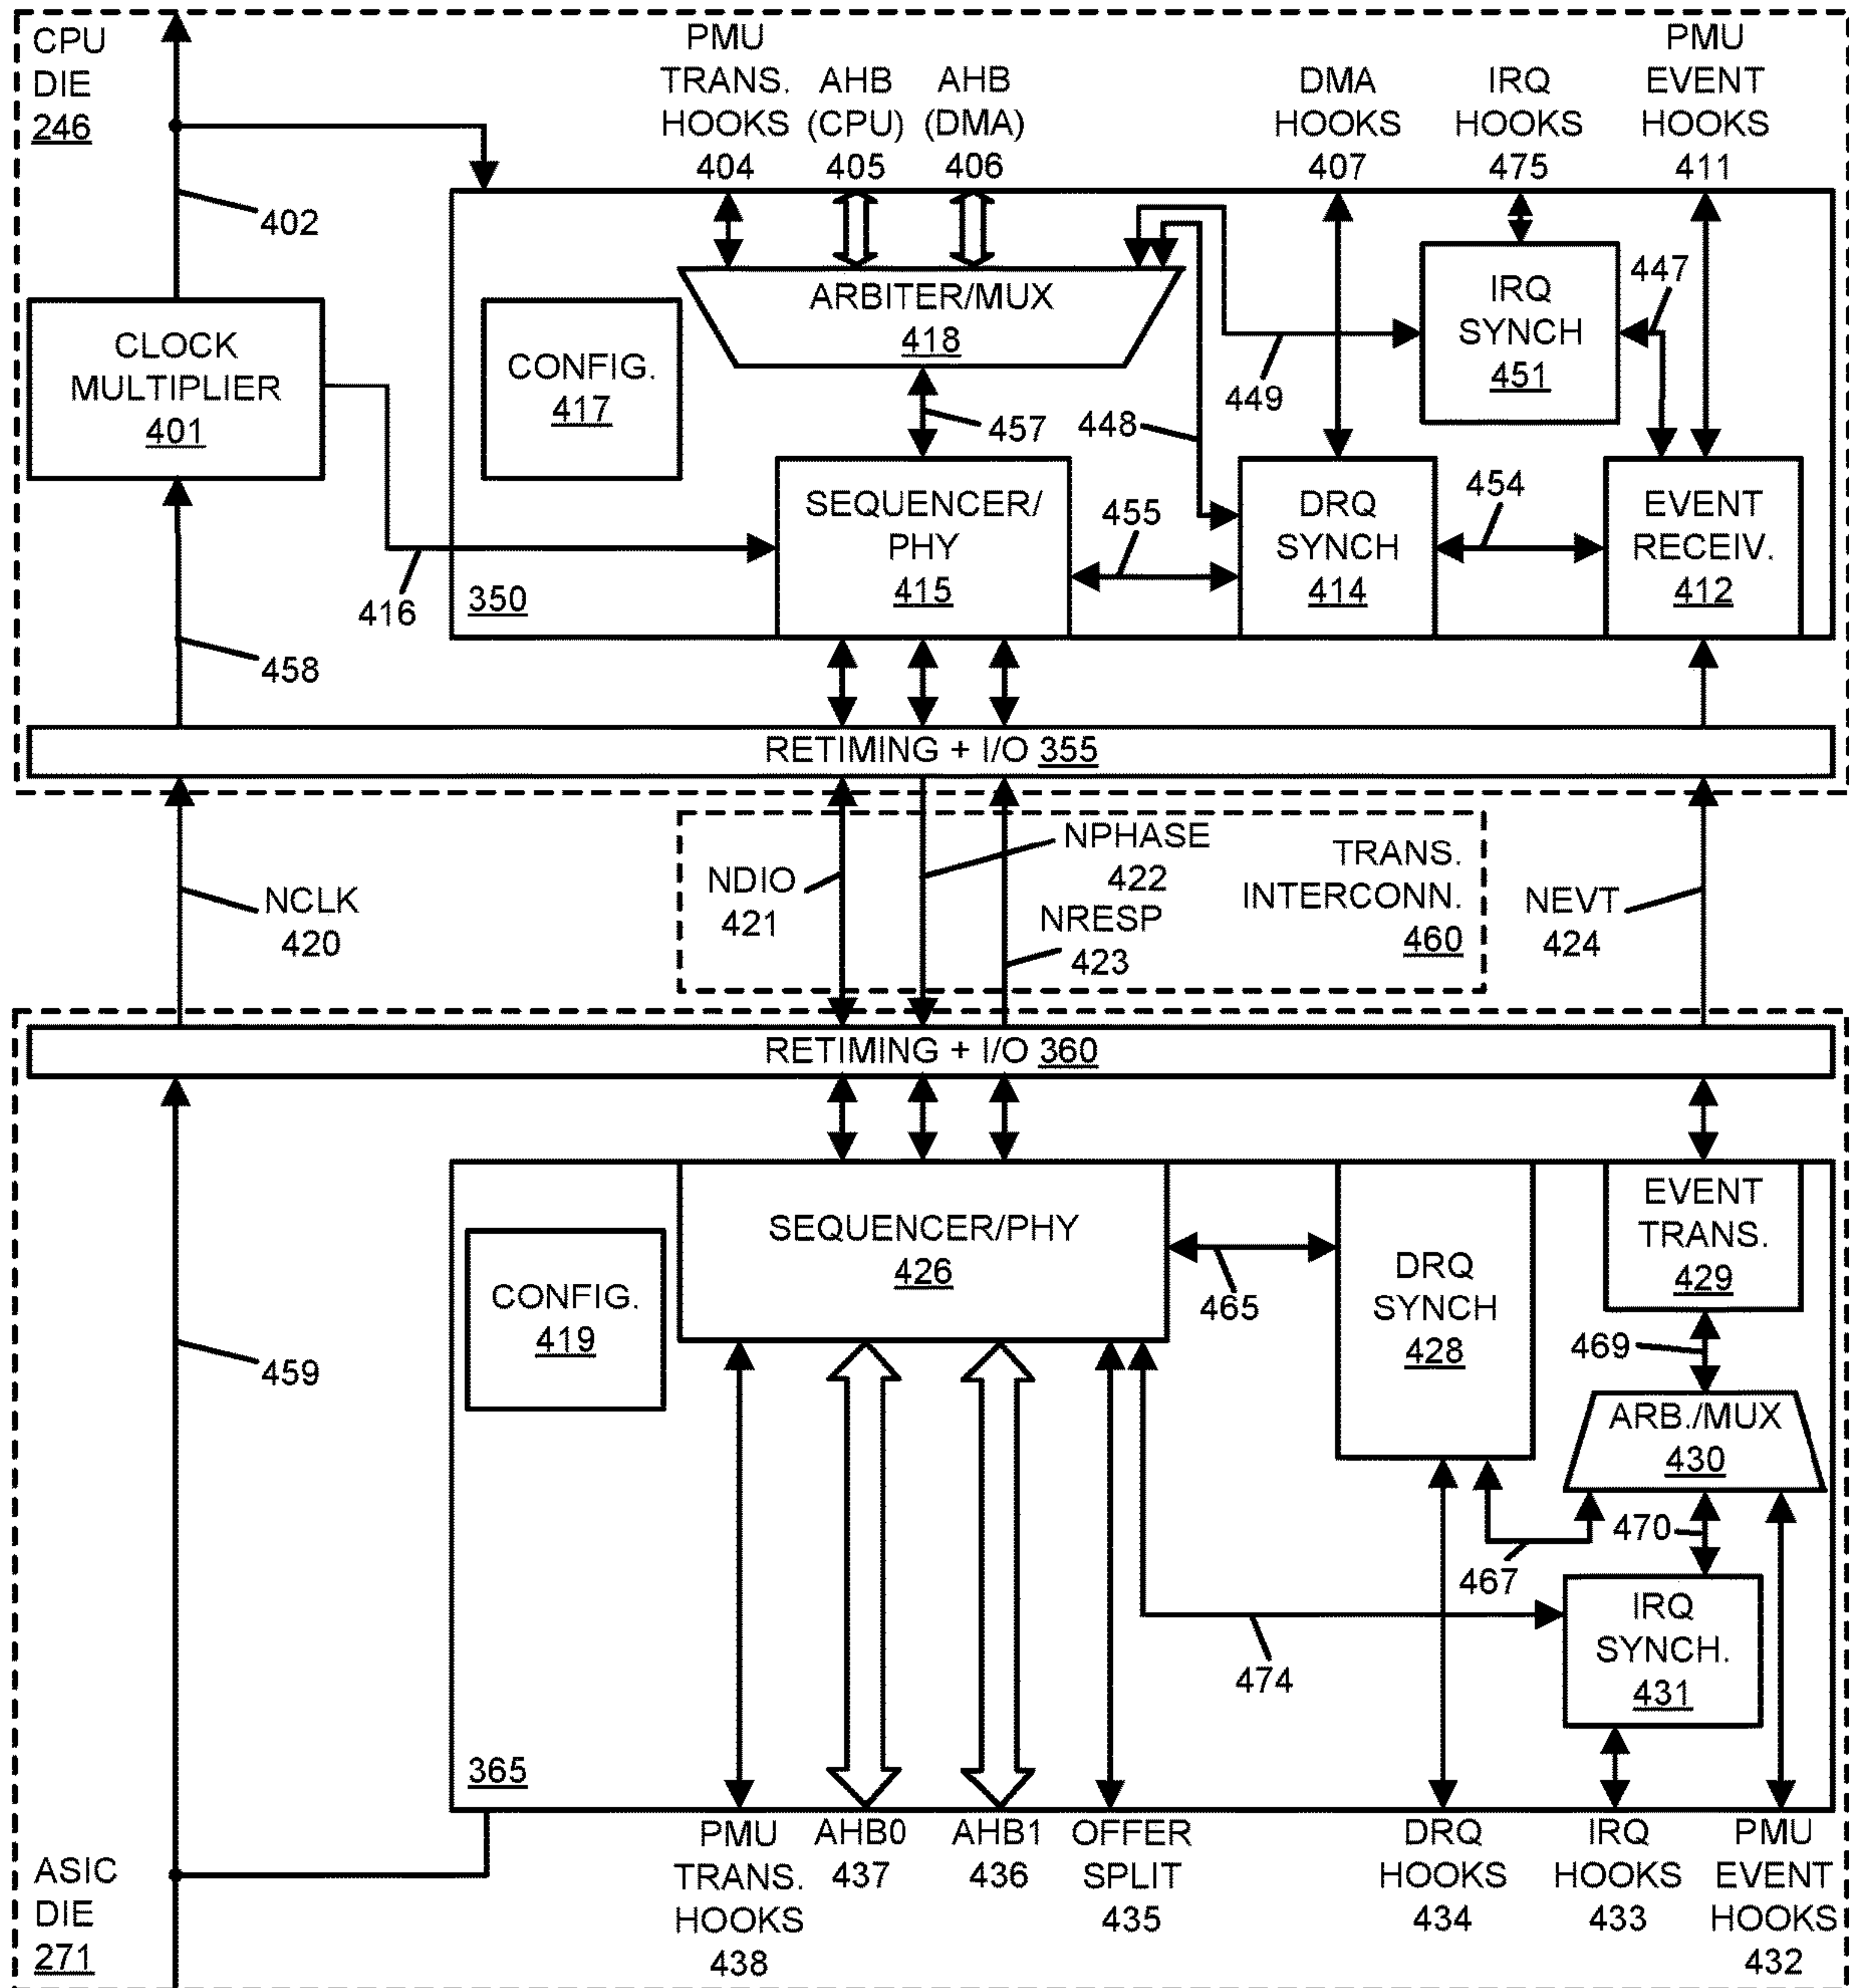 CPU
DIE
246
PMU
TRANS.
HOOKS
404
AHB
(CPU)
405
AHB
(DMA)
406
DMA
HOOKS
407
IRQ
HOOKS
475
PMU
EVENT
HOOKS
411
402
CLOCK
MULTIPLIER
401
CONFIG.
417
ARBITER/MUX
418
449
448
457
IRQ
SYNCH
451
447
SEQUENCER/
PHY
415
455
DRQ
SYNCH
414
454
EVENT
RECEIV.
412
416
350
458
RETIMING + I/O 355
NCLK
420
NDIO
421
NPHASE
422
NRESP
423
TRANS.
INTERCONN.
460
NEVT
424
RETIMING + I/O 360
459
CONFIG.
419
SEQUENCER/PHY
426
465
DRQ
SYNCH
428
EVENT
TRANS.
429
469
ARB./MUX
430
470
467
474
IRQ
SYNCH.
431
365
ASIC
DIE
271
PMU
TRANS.
HOOKS
438
AHB0
437
AHB1
436
OFFER
SPLIT
435
DRQ
HOOKS
434
IRQ
HOOKS
433
PMU
EVENT
HOOKS
432